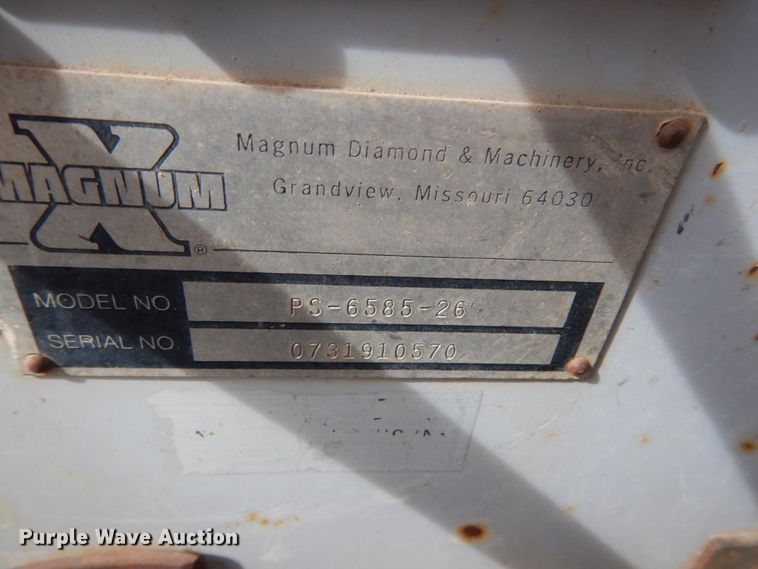 X
MAGNUM
®
Magnum Diamond & Machinery, Inc.
Grandview, Missouri 64030
MODEL NO. PS-6585-26
SERIAL NO. 0731910570
Purple Wave Auction